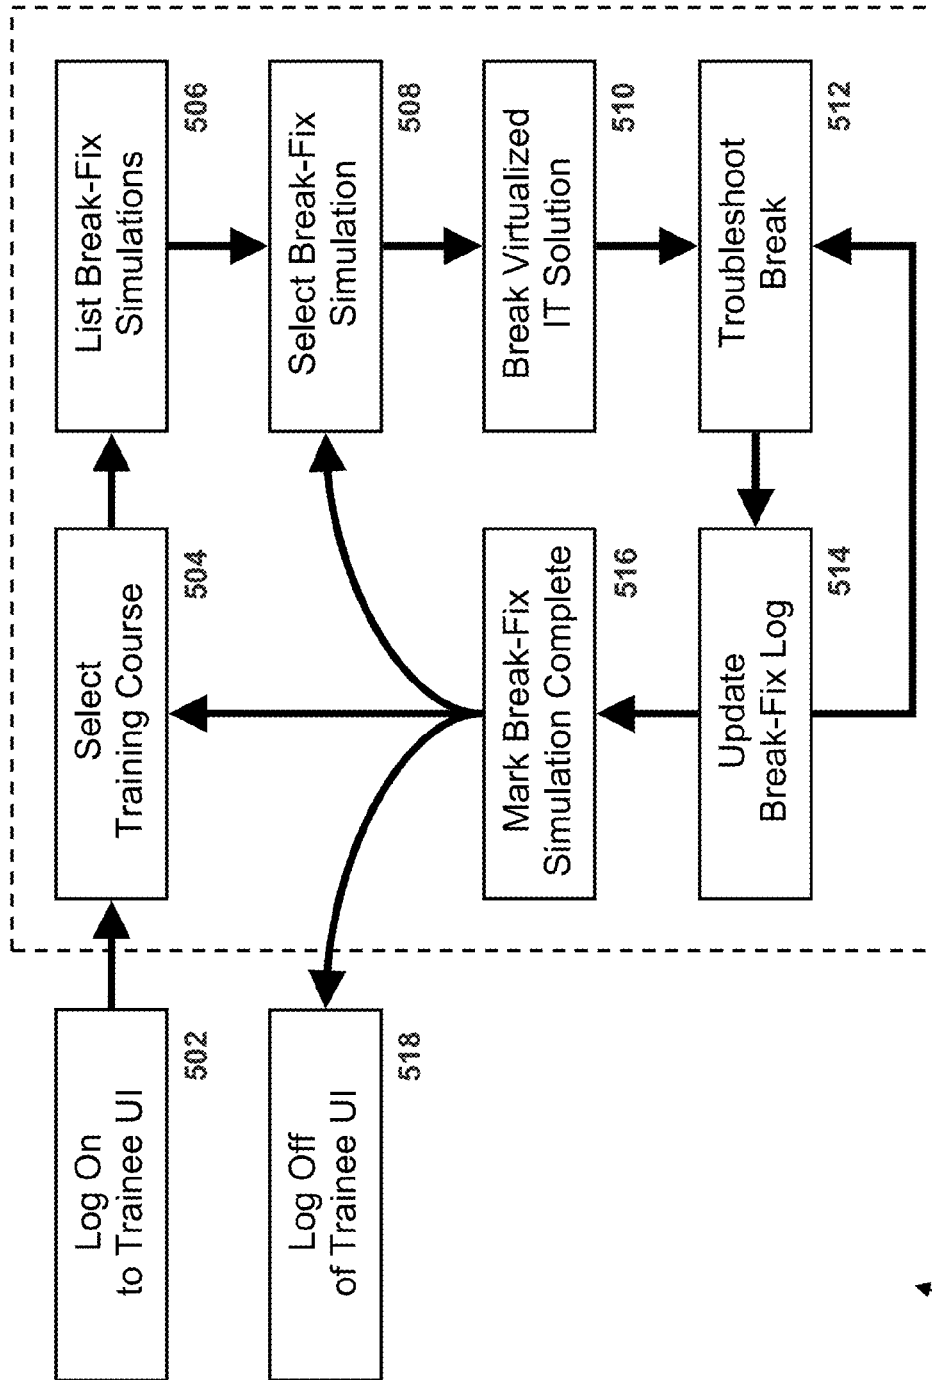 Log On
to Trainee UI
502
Select
Training Course
504
List Break-Fix
Simulations
506
Log Off
of Trainee UI
518
Select Break-Fix
Simulation
508
Mark Break-Fix
Simulation Complete
516
Break Virtualized
IT Solution
510
Update
Break-Fix Log
514
Troubleshoot
Break
512